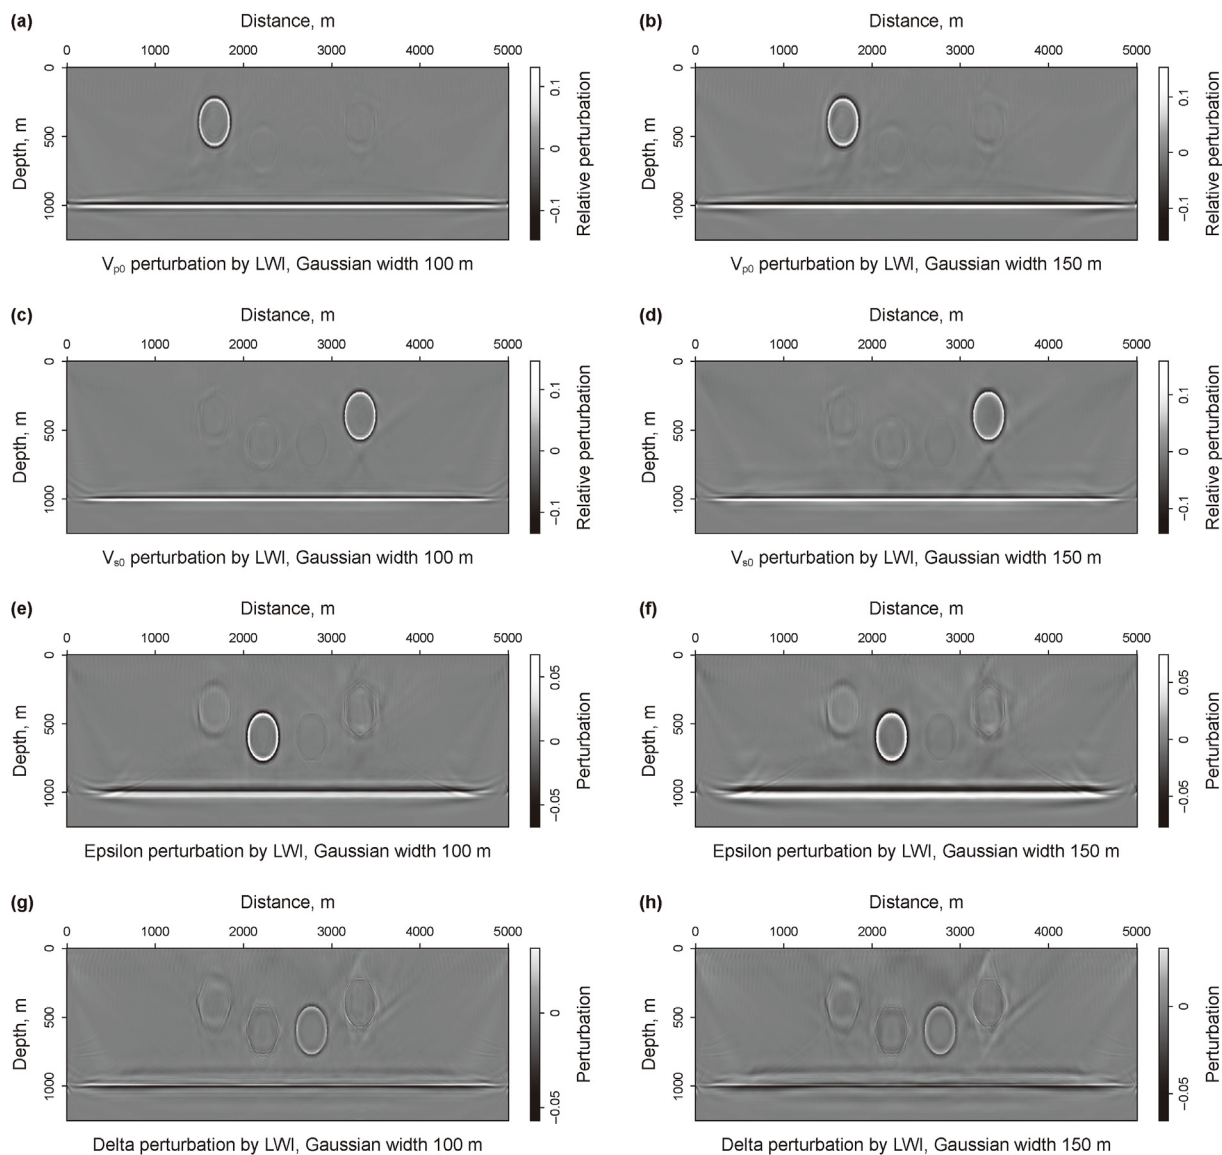 (a) Distance, m
0 1000 2000 3000 4000 5000
0
500
1000
Depth, m
0.1
0
−0.1
Relative perturbation
Vp0 perturbation by LWI, Gaussian width 100 m
(b) Distance, m
0 1000 2000 3000 4000 5000
0
500
1000
Depth, m
0.1
0
−0.1
Relative perturbation
Vp0 perturbation by LWI, Gaussian width 150 m
(c) Distance, m
0 1000 2000 3000 4000 5000
0
500
1000
Depth, m
0.1
0
−0.1
Relative perturbation
Vs0 perturbation by LWI, Gaussian width 100 m
(d) Distance, m
0 1000 2000 3000 4000 5000
0
500
1000
Depth, m
0.1
0
−0.1
Relative perturbation
Vs0 perturbation by LWI, Gaussian width 150 m
(e) Distance, m
0 1000 2000 3000 4000 5000
0
500
1000
Depth, m
0.05
0
−0.05
Perturbation
Epsilon perturbation by LWI, Gaussian width 100 m
(f) Distance, m
0 1000 2000 3000 4000 5000
0
500
1000
Depth, m
0.05
0
−0.05
Perturbation
Epsilon perturbation by LWI, Gaussian width 150 m
(g) Distance, m
0 1000 2000 3000 4000 5000
0
500
1000
Depth, m
0
−0.05
Perturbation
Delta perturbation by LWI, Gaussian width 100 m
(h) Distance, m
0 1000 2000 3000 4000 5000
0
500
1000
Depth, m
0
−0.05
Perturbation
Delta perturbation by LWI, Gaussian width 150 m